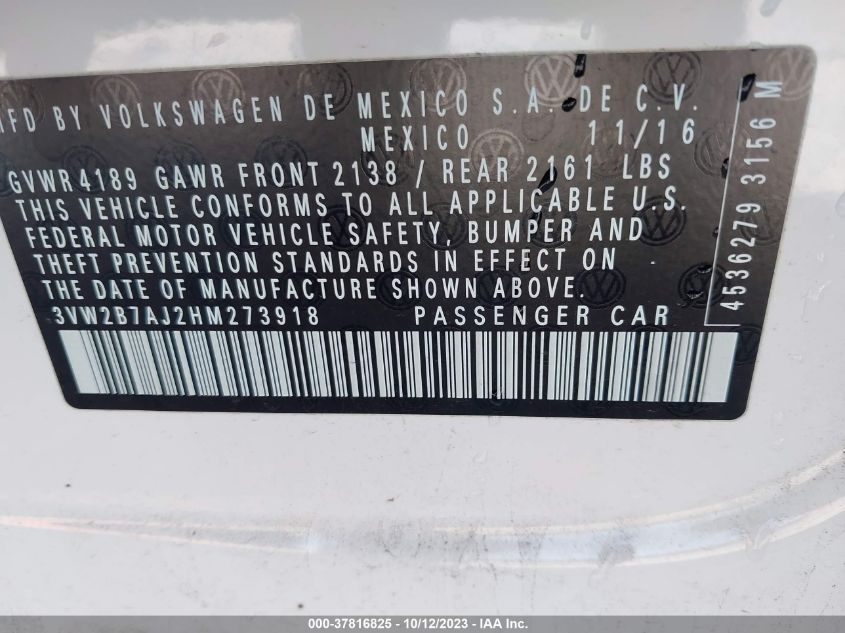 MFD BY VOLKSWAGEN DE MEXICO S.A. DE C.V.
MEXICO 11/16
GVWR4189 GAWR FRONT 2138 / REAR 2161 LBS
THIS VEHICLE CONFORMS TO ALL APPLICABLE U.S.
FEDERAL MOTOR VEHICLE SAFETY, BUMPER AND
THEFT PREVENTION STANDARDS IN EFFECT ON
THE DATE OF MANUFACTURE SHOWN ABOVE.
3VW2B7AJ2HM273918 PASSENGER CAR
4536279 3156 M
000-37816825 - 10/12/2023 - IAA Inc.